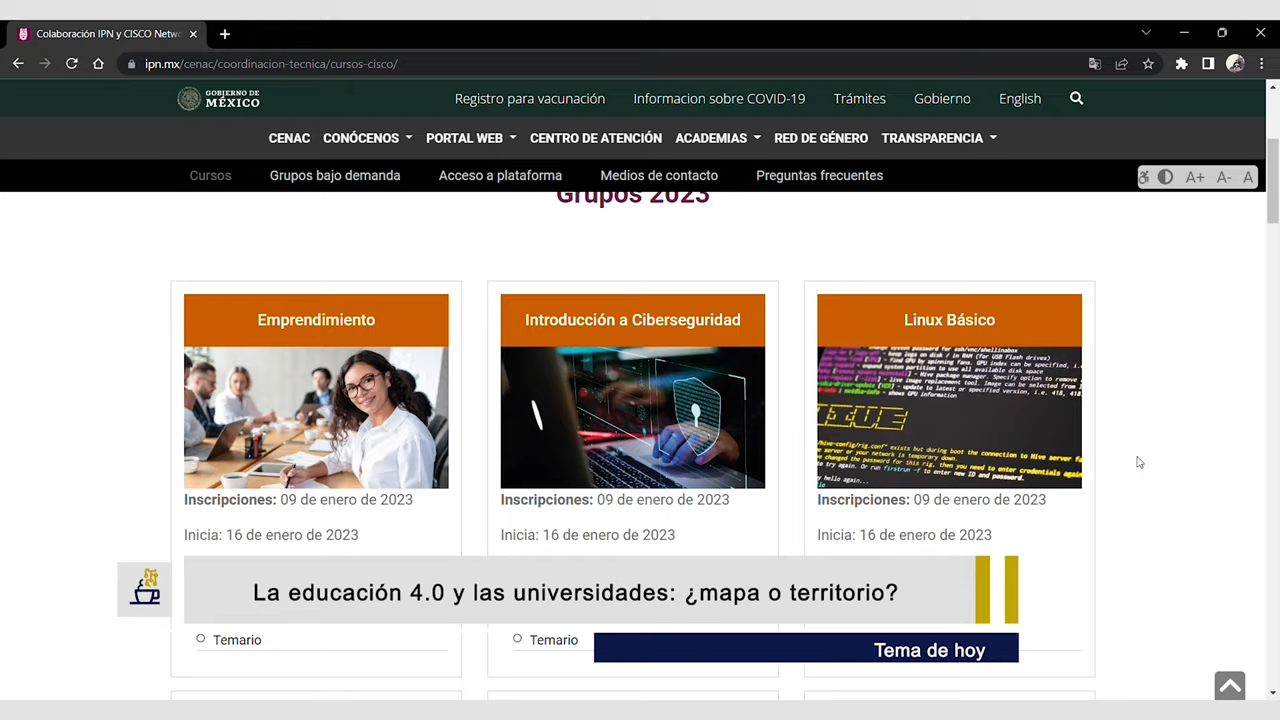 Colaboración IPN y CISCO Netw
ipn.mx/cenac/coordinacion-tecnica/cursos-cisco/
GOBIERNO DE
MÉXICO
Registro para vacunación
Informacion sobre COVID-19
Trámites
Gobierno
English
CENAC
CONÓCENOS
PORTAL WEB
CENTRO DE ATENCIÓN
ACADEMIAS
RED DE GÉNERO
TRANSPARENCIA
Cursos
Grupos bajo demanda
Acceso a plataforma
Medios de contacto
Preguntas frecuentes
A+
A-
A
Grupos 2023
Emprendimiento
Inscripciones: 09 de enero de 2023
Inicia: 16 de enero de 2023
Introducción a Ciberseguridad
Inscripciones: 09 de enero de 2023
Inicia: 16 de enero de 2023
Linux Básico
Inscripciones: 09 de enero de 2023
Inicia: 16 de enero de 2023
La educación 4.0 y las universidades: ¿mapa o territorio?
Temario
Temario
Tema de hoy